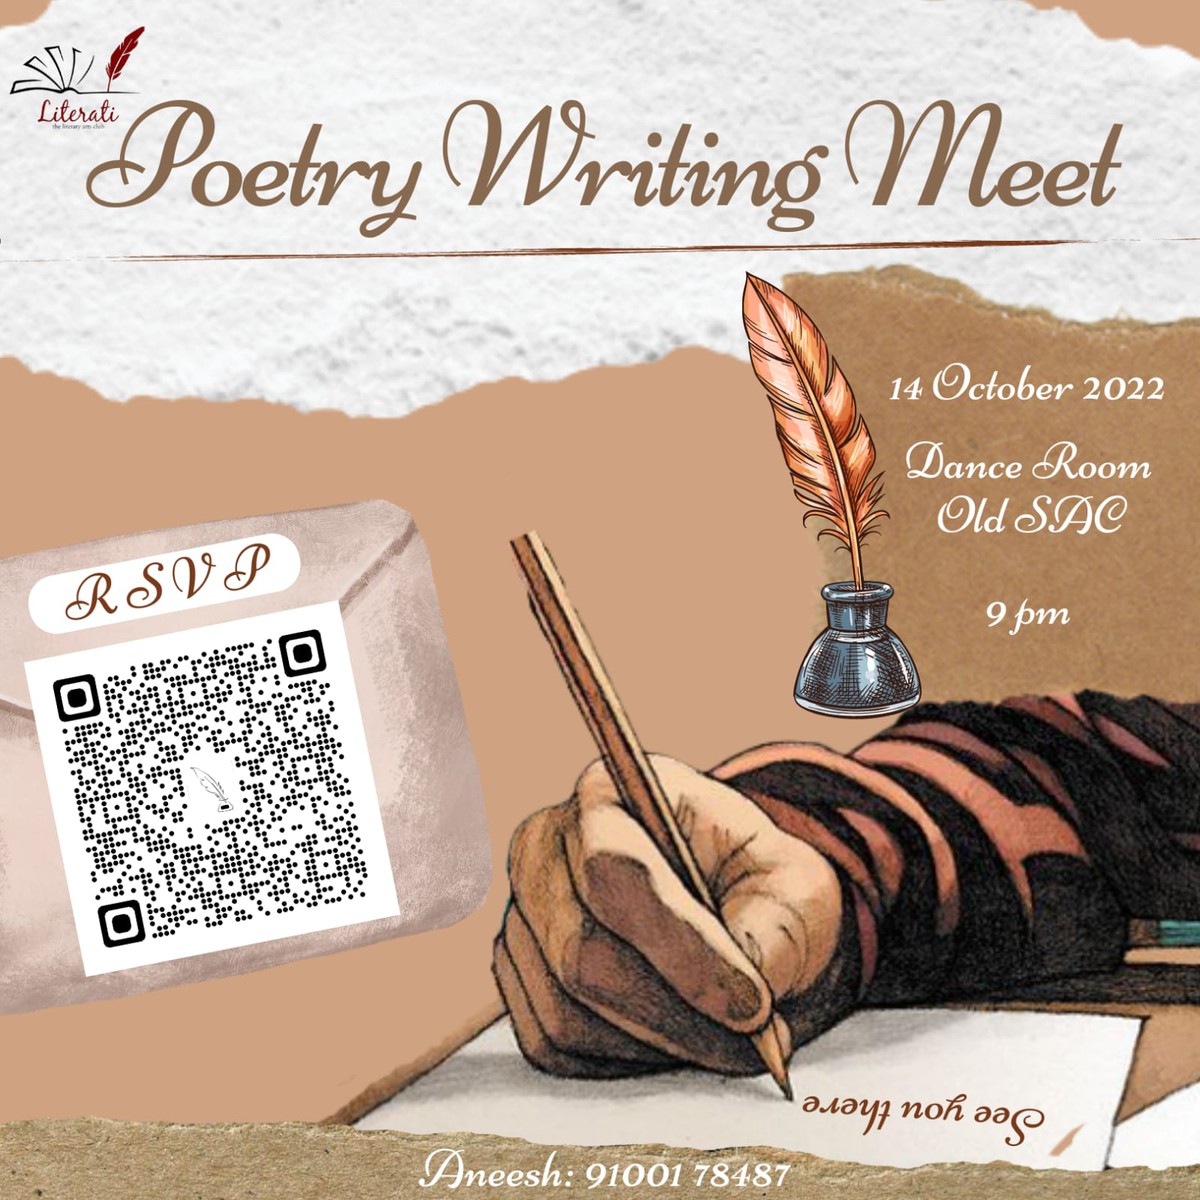 Literati
the literary arts club
Poetry Writing Meet
14 October 2022
Dance Room
Old SAC
9 pm
RSVP
See you there
Aneesh: 91001 78487